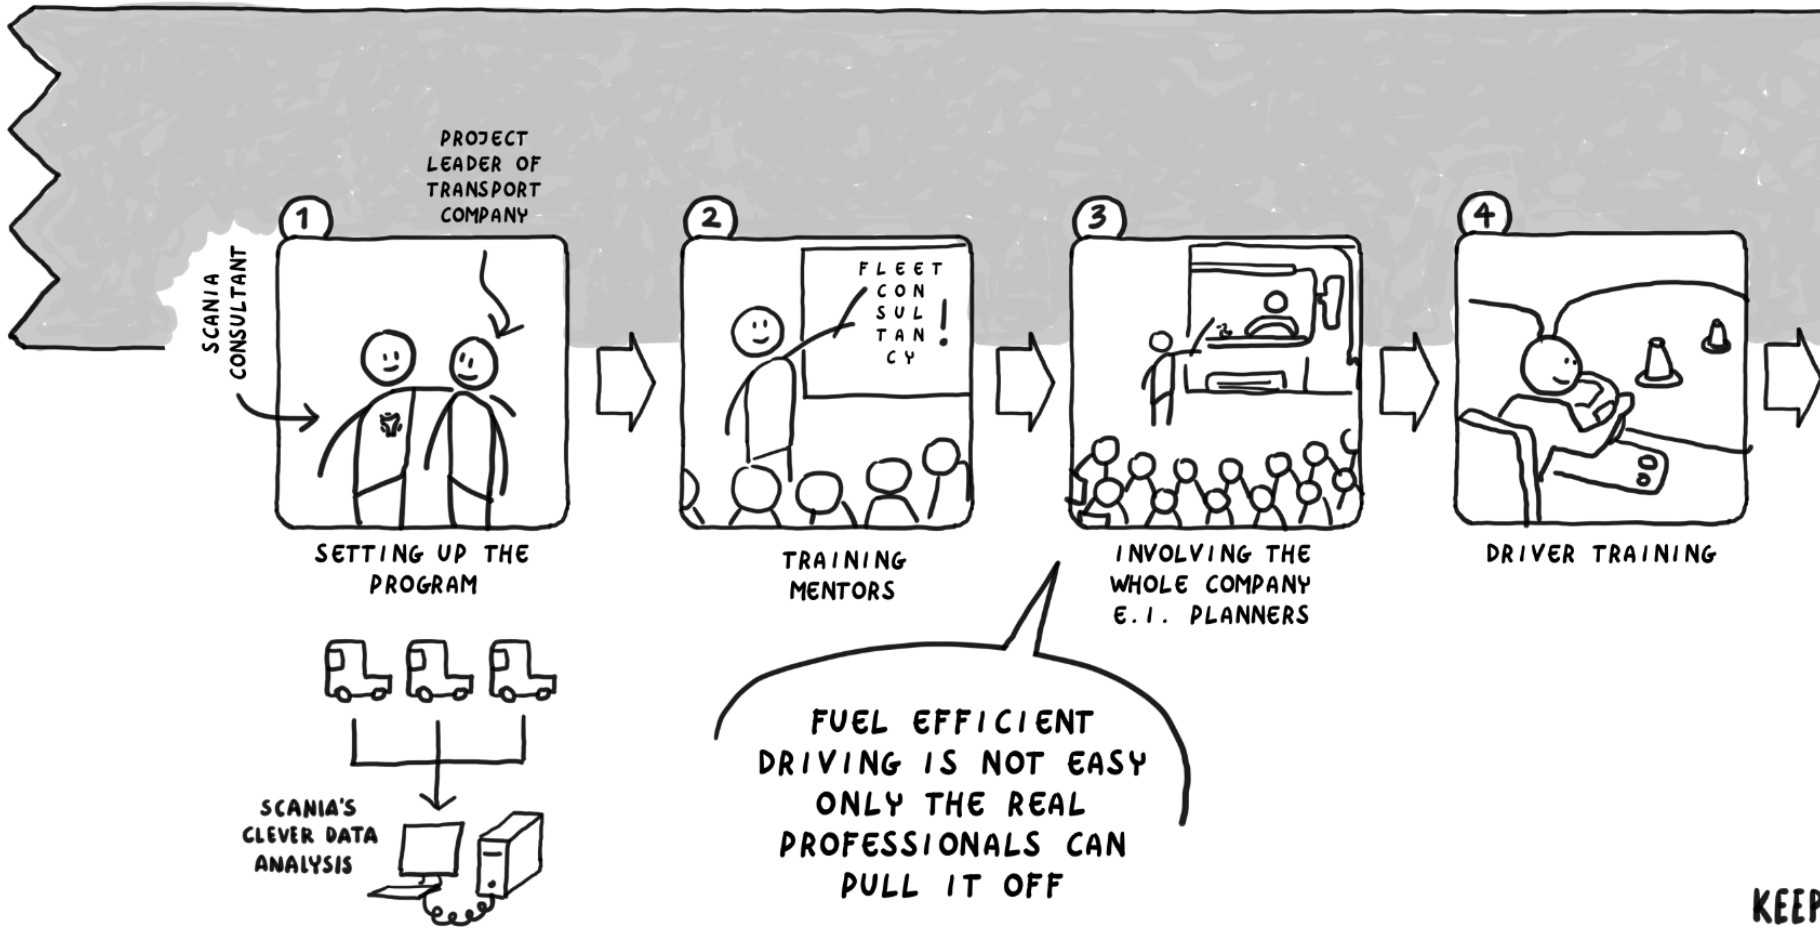 PROJECT
LEADER OF
TRANSPORT
COMPANY
SCANIA
CONSULTANT
1
SETTING UP THE
PROGRAM
2
FLEET
CON
SUL
TAN
CY
!
TRAINING
MENTORS
3
INVOLVING THE
WHOLE COMPANY
E.I. PLANNERS
4
DRIVER TRAINING
SCANIA'S
CLEVER DATA
ANALYSIS
FUEL EFFICIENT
DRIVING IS NOT EASY
ONLY THE REAL
PROFESSIONALS CAN
PULL IT OFF
KEEP